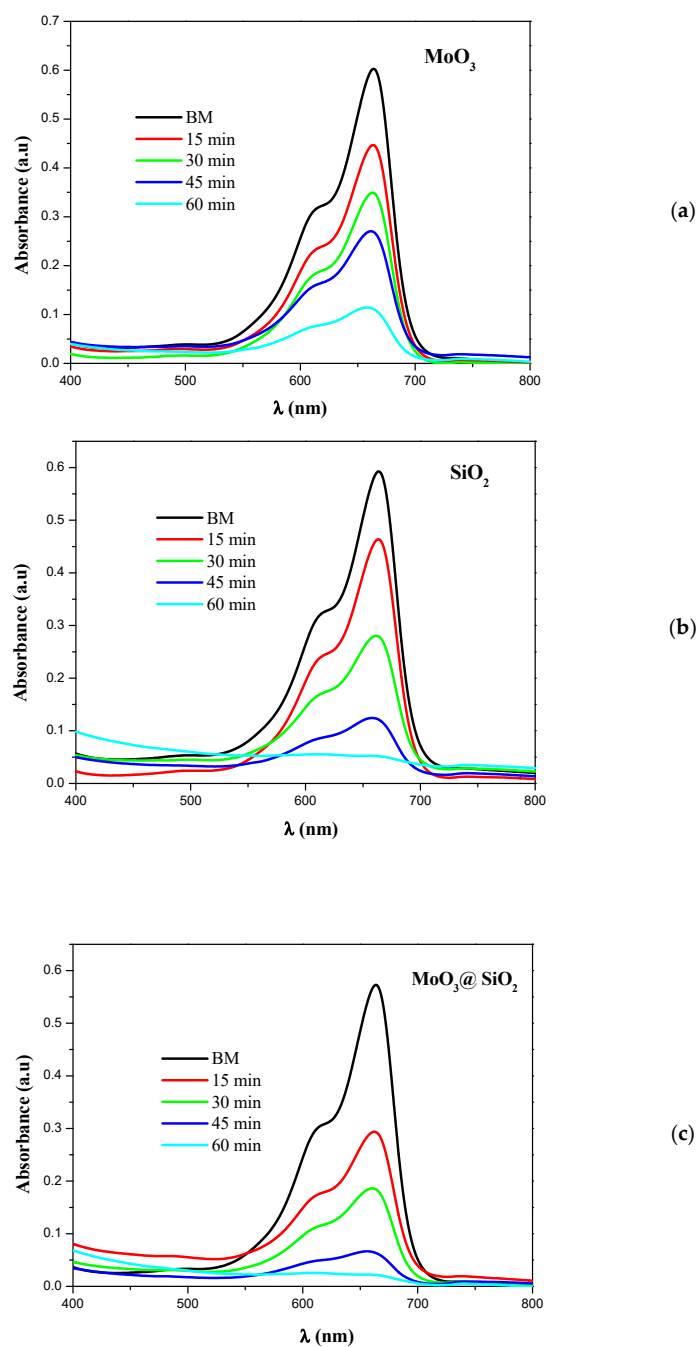 MoO₃
BM
15 min
30 min
45 min
60 min
Absorbance (a.u)
0.7
0.6
0.5
0.4
0.3
0.2
0.1
0.0
400 500 600 700 800
λ (nm)
(a)
SiO₂
BM
15 min
30 min
45 min
60 min
Absorbance (a.u)
0.6
0.5
0.4
0.3
0.2
0.1
0.0
400 500 600 700 800
λ (nm)
(b)
MoO₃@ SiO₂
BM
15 min
30 min
45 min
60 min
Absorbance (a.u)
0.6
0.5
0.4
0.3
0.2
0.1
0.0
400 500 600 700 800
λ (nm)
(c)